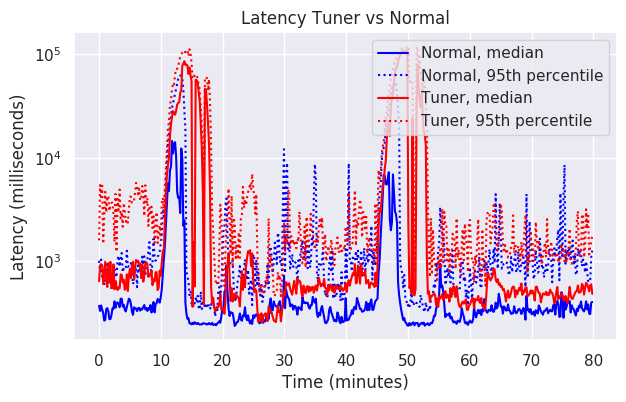 Latency Tuner vs Normal
Latency (milliseconds)
10^5
10^4
10^3
Normal, median
Normal, 95th percentile
Tuner, median
Tuner, 95th percentile
0 10 20 30 40 50 60 70 80
Time (minutes)